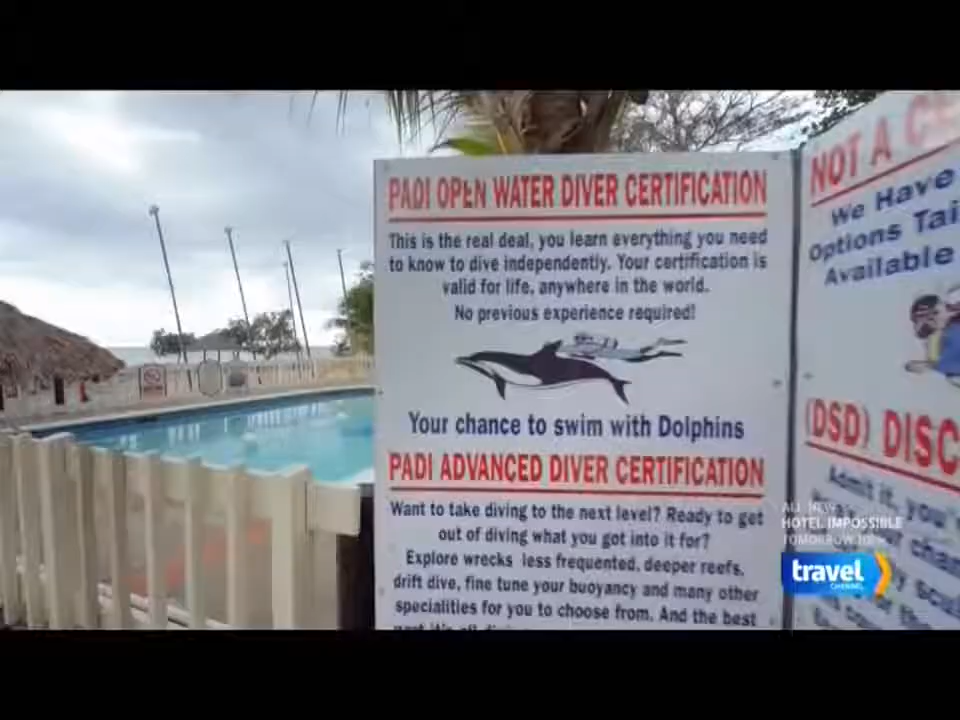 PADI OPEN WATER DIVER CERTIFICATION
This is the real deal, you learn everything you need
to know to dive independently. Your certification is
valid for life, anywhere in the world.
No previous experience required!
Your chance to swim with Dolphins
PADI ADVANCED DIVER CERTIFICATION
Want to take diving to the next level? Ready to get
out of diving what you got into it for?
Explore wrecks less frequented, deeper reefs,
drift dive, fine tune your buoyancy and many other
specialities for you to choose from. And the best
NOT A
We Have
Options
Available
(DSD) DISC
Admit it, you's
ALL NEW
HOTEL IMPOSSIBLE
TOMORROW
travel
CHANNEL